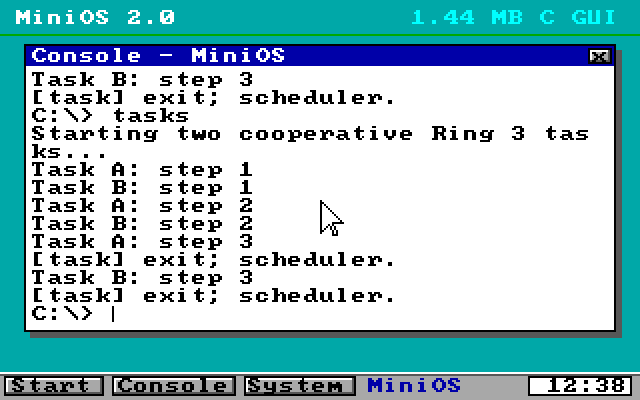 MiniOS 2.0
1.44 MB C GUI
Console - MiniOS
Task B: step 3
[task] exit; scheduler.
C:\> tasks
Starting two cooperative Ring 3 tas
ks...
Task A: step 1
Task B: step 1
Task A: step 2
Task B: step 2
Task A: step 3
[task] exit; scheduler.
Task B: step 3
[task] exit; scheduler.
C:\> |
Start Console System MiniOS 12:38